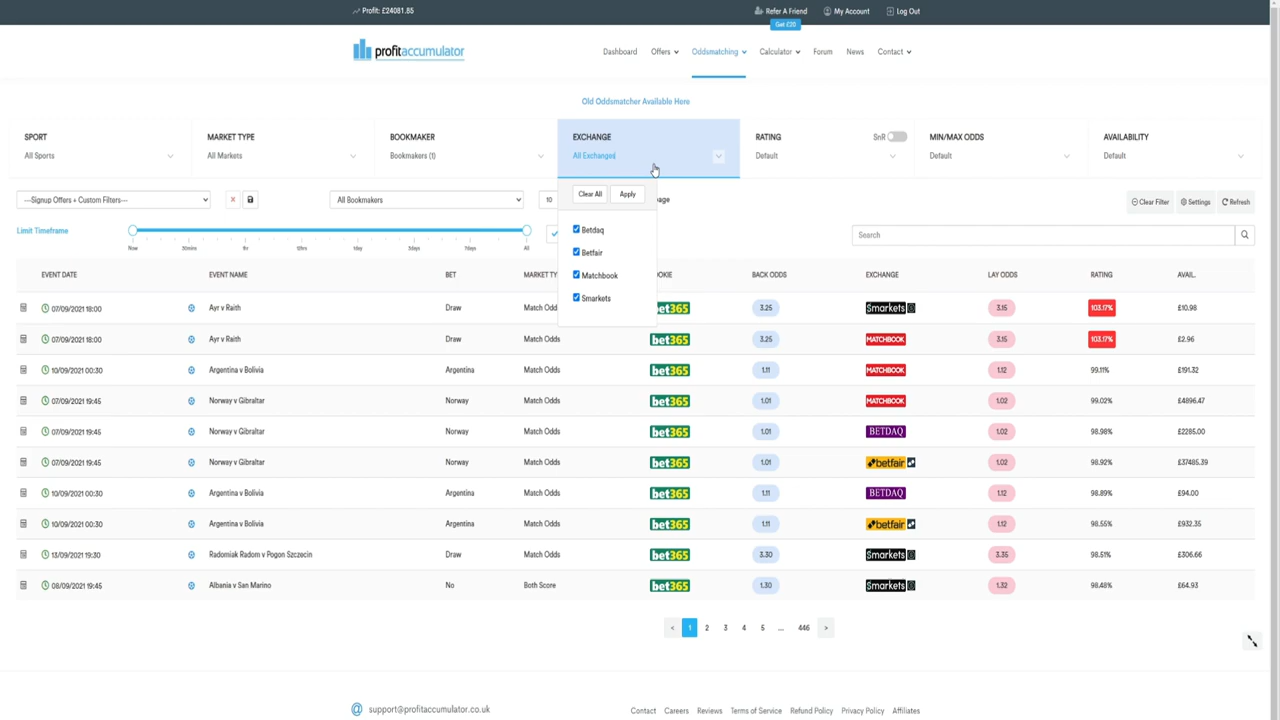 Profit: £24081.85 Refer A Friend My Account Log Out
Get £20
profitaccumulator Dashboard Offers Oddsmatching Calculator Forum News Contact
Old Oddsmatcher Available Here
SPORT MARKET TYPE BOOKMAKER EXCHANGE RATING SnR MIN/MAX ODDS AVAILABILITY
All Sports All Markets Bookmakers (1) All Exchanges Default Default Default
---Signup Offers + Custom Filters--- All Bookmakers 10 Clear All Apply page Clear Filter Settings Refresh
Limit Timeframe Search
Betdaq
Now 30mins 6hr 12hrs 1day 3days 7days All
Betfair
EVENT DATE EVENT NAME BET MARKET TY OOKIE BACK ODDS EXCHANGE LAY ODDS RATING AVAIL.
Matchbook
Smarkets
07/09/2021 18:00 Ayr v Raith Draw Match Odds bet365 3.25 Smarkets 3.15 103.17% £10.98
07/09/2021 18:00 Ayr v Raith Draw Match Odds bet365 3.25 MATCHBOOK 3.15 103.17% £2.96
10/09/2021 00:30 Argentina v Bolivia Argentina Match Odds bet365 1.11 MATCHBOOK 1.12 99.11% £191.32
07/09/2021 19:45 Norway v Gibraltar Norway Match Odds bet365 1.01 MATCHBOOK 1.02 99.02% £4896.47
07/09/2021 19:45 Norway v Gibraltar Norway Match Odds bet365 1.01 BETDAQ 1.02 98.98% £2285.00
07/09/2021 19:45 Norway v Gibraltar Norway Match Odds bet365 1.01 betfair 1.02 98.92% £37485.39
10/09/2021 00:30 Argentina v Bolivia Argentina Match Odds bet365 1.11 BETDAQ 1.12 98.89% £94.00
10/09/2021 00:30 Argentina v Bolivia Argentina Match Odds bet365 1.11 betfair 1.12 98.55% £932.35
13/09/2021 19:30 Radomiak Radom v Pogon Szczecin Draw Match Odds bet365 3.30 Smarkets 3.35 98.51% £306.66
08/09/2021 19:45 Albania v San Marino No Both Score bet365 1.30 Smarkets 1.32 98.48% £64.93
< 1 2 3 4 5 ... 446 >
@ support@profitaccumulator.co.uk Contact Careers Reviews Terms of Service Refund Policy Privacy Policy Affiliates